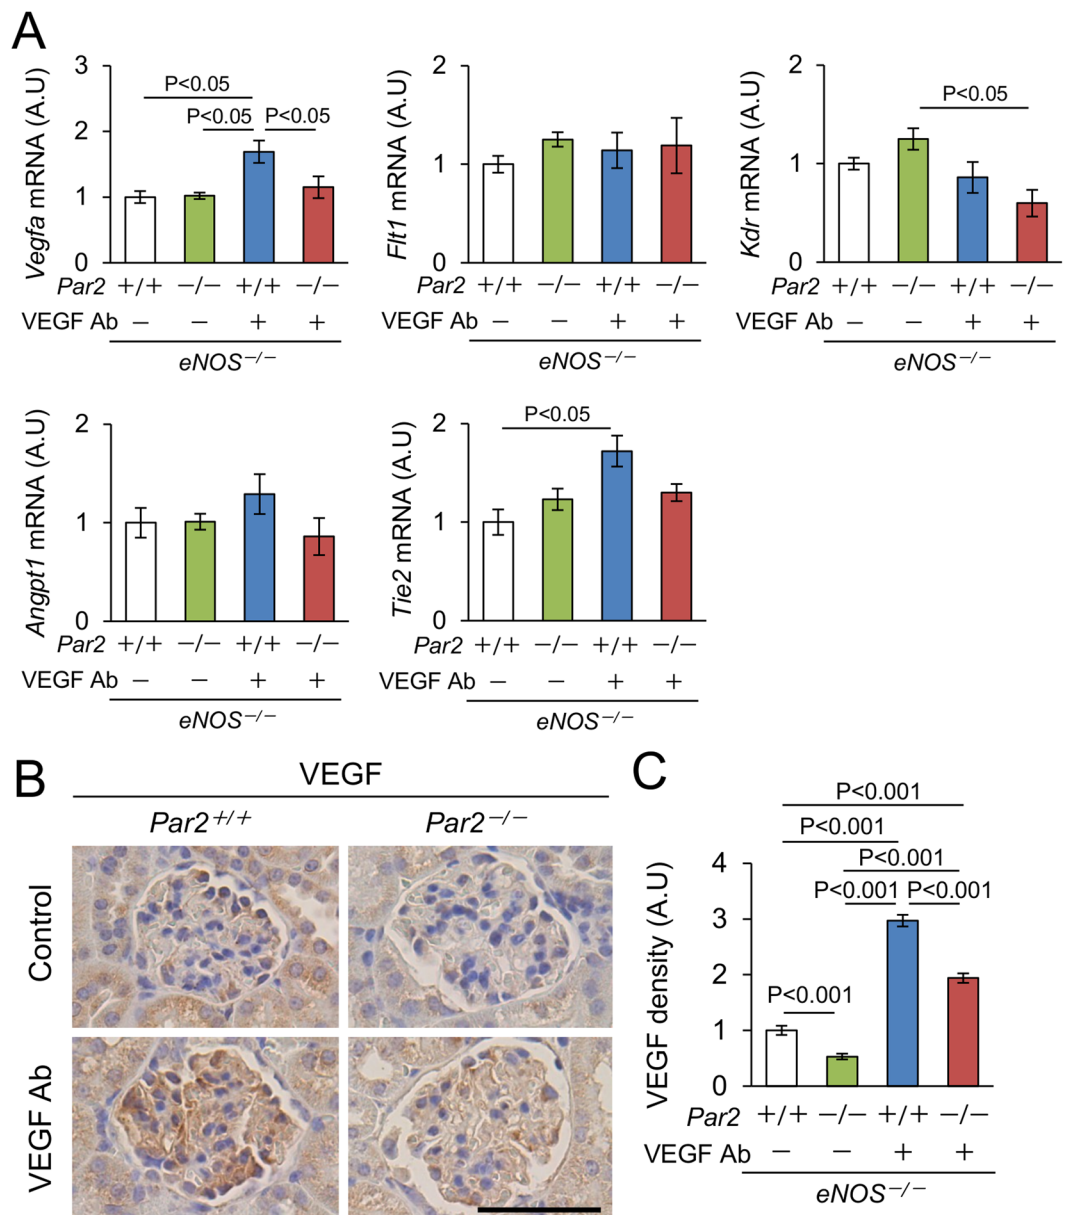 A
Vegfa mRNA (A.U)
3
2
1
0
P<0.05
P<0.05 P<0.05
Par2 +/+ −/− +/+ −/−
VEGF Ab − − + +
eNOS−/−
Flt1 mRNA (A.U)
2
1
0
Par2 +/+ −/− +/+ −/−
VEGF Ab − − + +
eNOS−/−
Kdr mRNA (A.U)
2
1
0
P<0.05
Par2 +/+ −/− +/+ −/−
VEGF Ab − − + +
eNOS−/−
Angpt1 mRNA (A.U)
2
1
0
Par2 +/+ −/− +/+ −/−
VEGF Ab − − + +
eNOS−/−
Tie2 mRNA (A.U)
2
1
0
P<0.05
Par2 +/+ −/− +/+ −/−
VEGF Ab − − + +
eNOS−/−
B
VEGF
Par2+/+ Par2−/−
Control
VEGF Ab
C
VEGF density (A.U)
P<0.001
P<0.001
P<0.001
P<0.001 P<0.001
P<0.001
4
3
2
1
0
Par2 +/+ −/− +/+ −/−
VEGF Ab − − + +
eNOS−/−